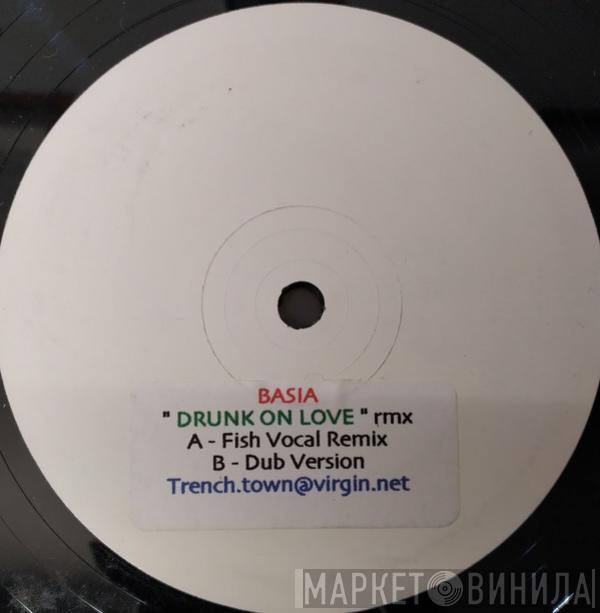 BASIA
" DRUNK ON LOVE " rmx
A - Fish Vocal Remix
B - Dub Version
Trench.town@virgin.net
МАРКЕТ ВИНИЛА